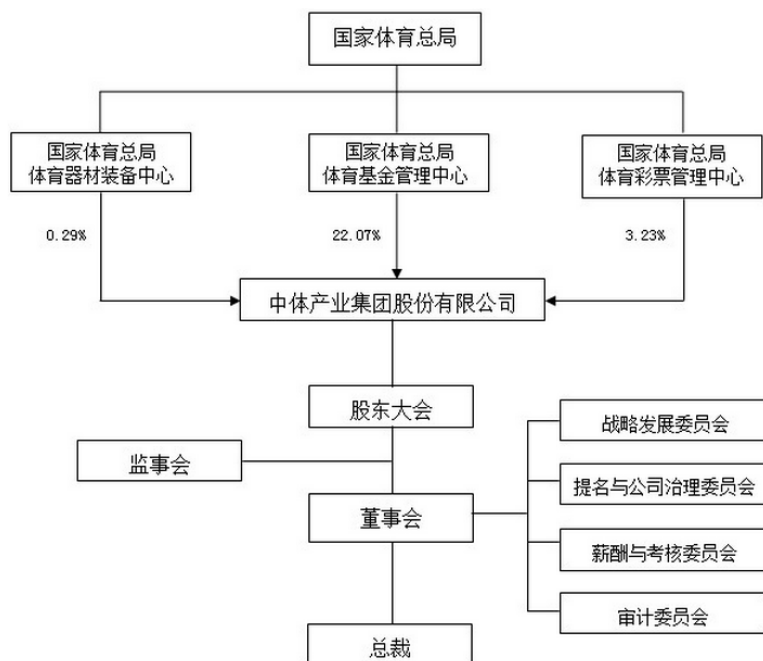 国家体育总局
国家体育总局
体育器材装备中心
国家体育总局
体育基金管理中心
国家体育总局
体育彩票管理中心
0.29%
22.07%
3.23%
中体产业集团股份有限公司
股东大会
战略发展委员会
监事会
提名与公司治理委员会
董事会
薪酬与考核委员会
审计委员会
总裁